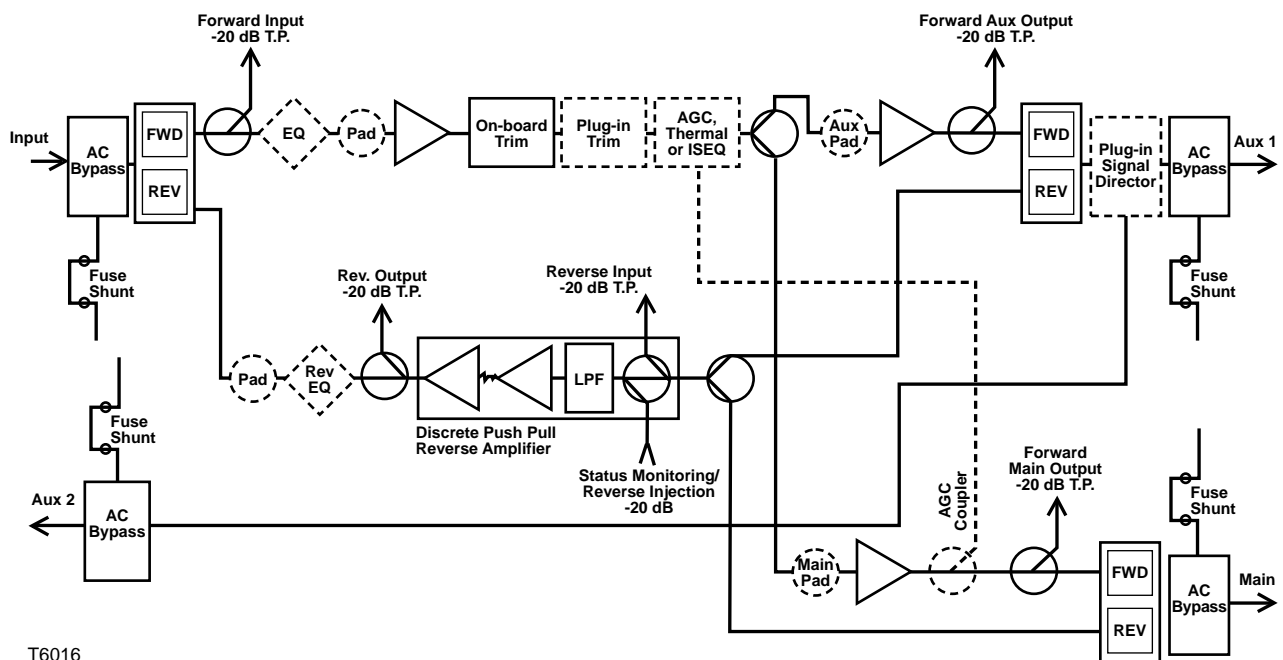 Forward Input
-20 dB T.P.
Forward Aux Output
-20 dB T.P.
Input
AC
Bypass
FWD
REV
EQ
Pad
On-board
Trim
Plug-in
Trim
AGC,
Thermal
or ISEQ
Aux
Pad
FWD
REV
Plug-in
Signal
Director
AC
Bypass
Aux 1
Fuse
Shunt
Fuse
Shunt
Rev. Output
-20 dB T.P.
Reverse Input
-20 dB T.P.
Pad
Rev
EQ
LPF
Discrete Push Pull
Reverse Amplifier
Status Monitoring/
Reverse Injection
-20 dB
Fuse
Shunt
Aux 2
AC
Bypass
AGC
Coupler
Forward
Main Output
-20 dB T.P.
Fuse
Shunt
Main
Pad
FWD
REV
AC
Bypass
Main
T6016